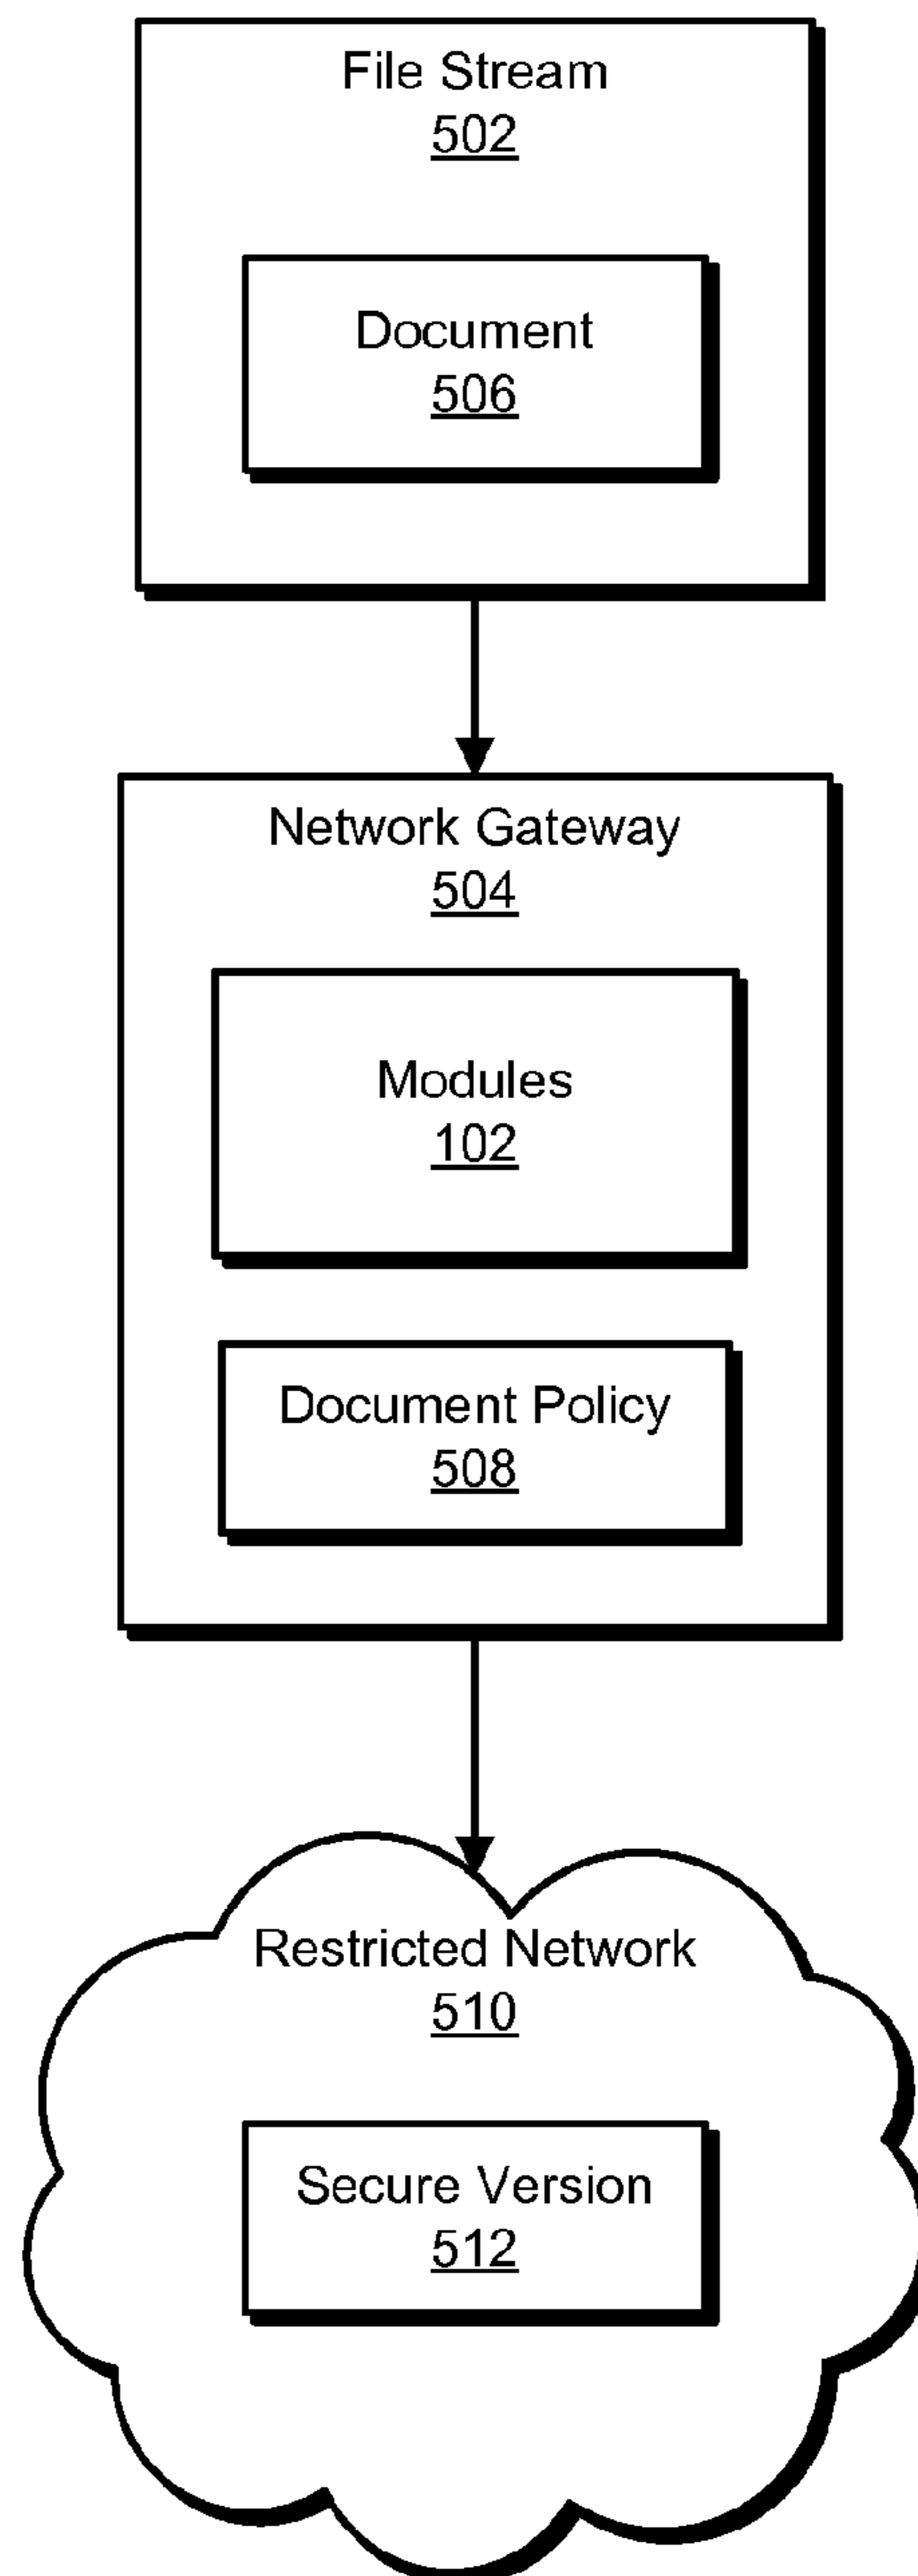 File Stream
502
Document
506
Network Gateway
504
Modules
102
Document Policy
508
Restricted Network
510
Secure Version
512